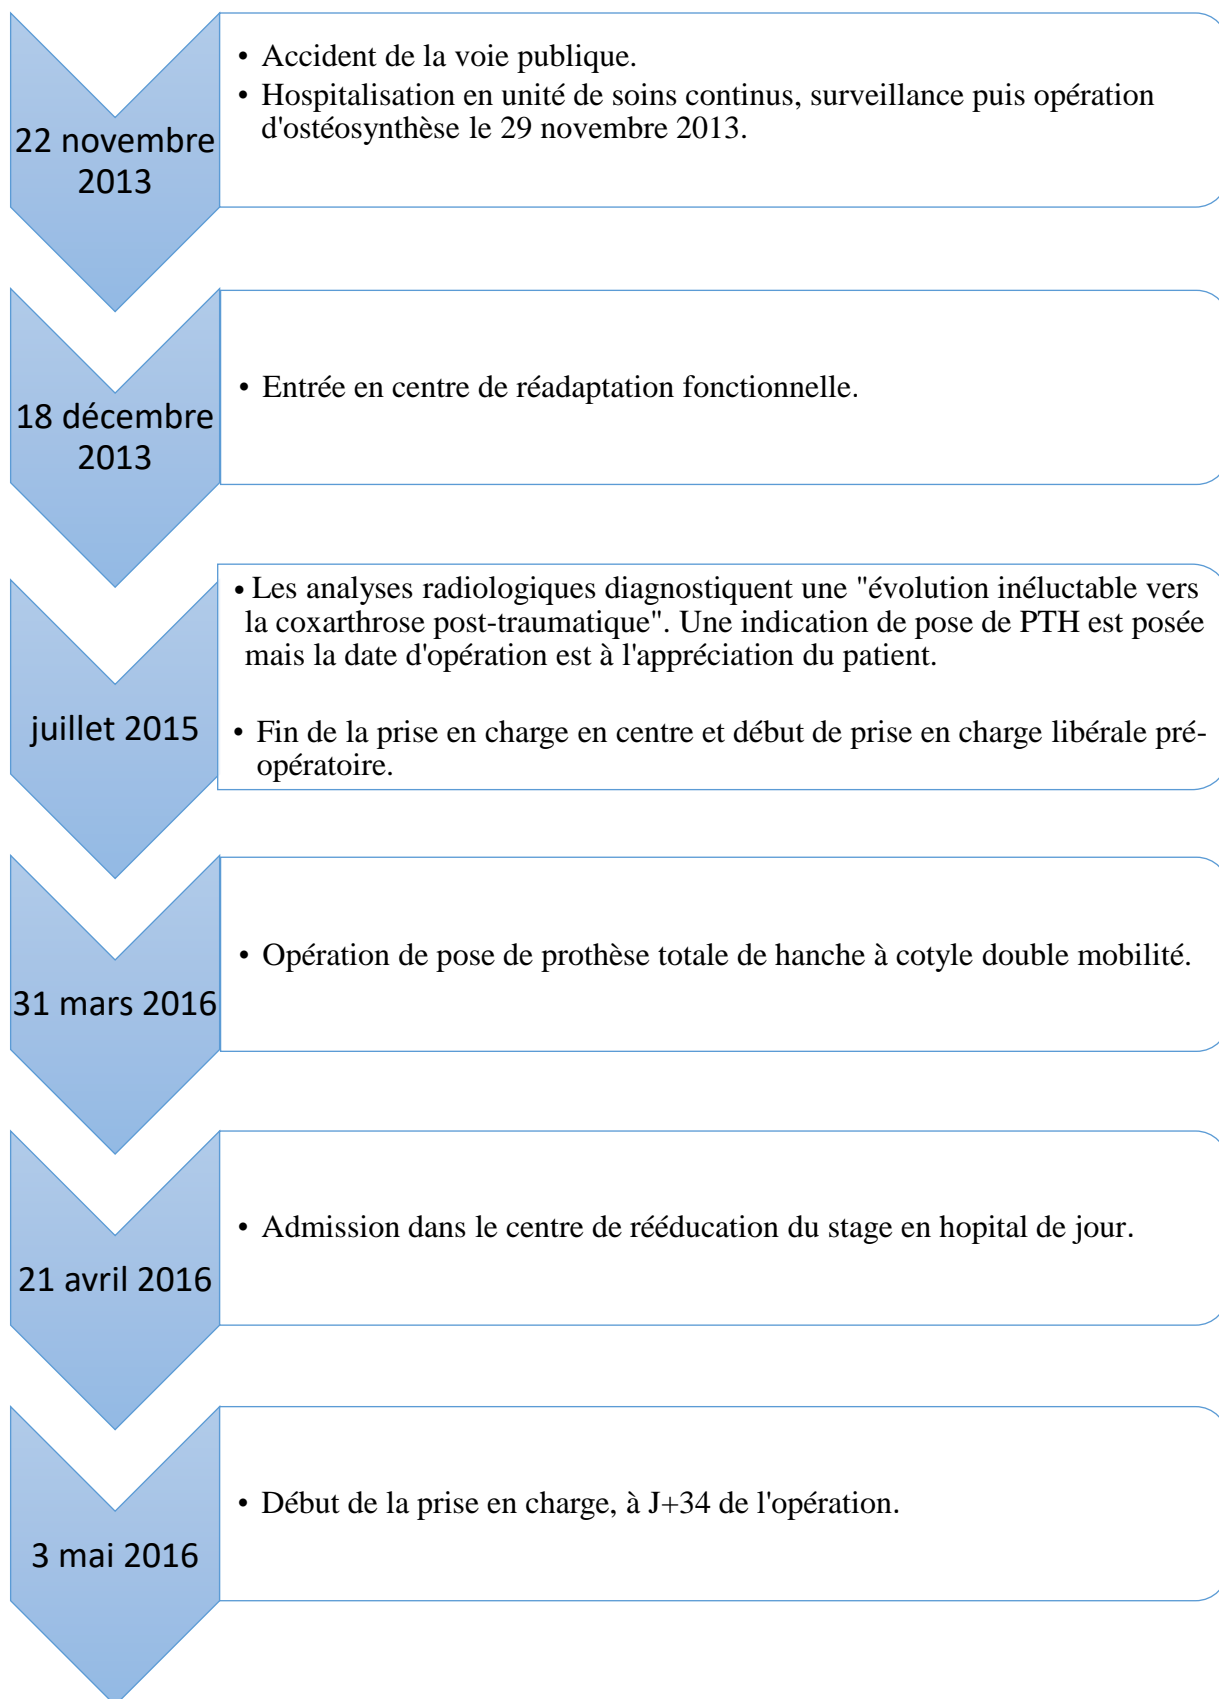 22 novembre
2013
• Accident de la voie publique.
• Hospitalisation en unité de soins continus, surveillance puis opération
d'ostéosynthèse le 29 novembre 2013.
18 décembre
2013
• Entrée en centre de réadaptation fonctionnelle.
juillet 2015
• Les analyses radiologiques diagnostiquent une "évolution inéluctable vers
la coxarthrose post-traumatique". Une indication de pose de PTH est posée
mais la date d'opération est à l'appréciation du patient.
• Fin de la prise en charge en centre et début de prise en charge libérale pré-
opératoire.
31 mars 2016
• Opération de pose de prothèse totale de hanche à cotyle double mobilité.
21 avril 2016
• Admission dans le centre de rééducation du stage en hopital de jour.
3 mai 2016
• Début de la prise en charge, à J+34 de l'opération.